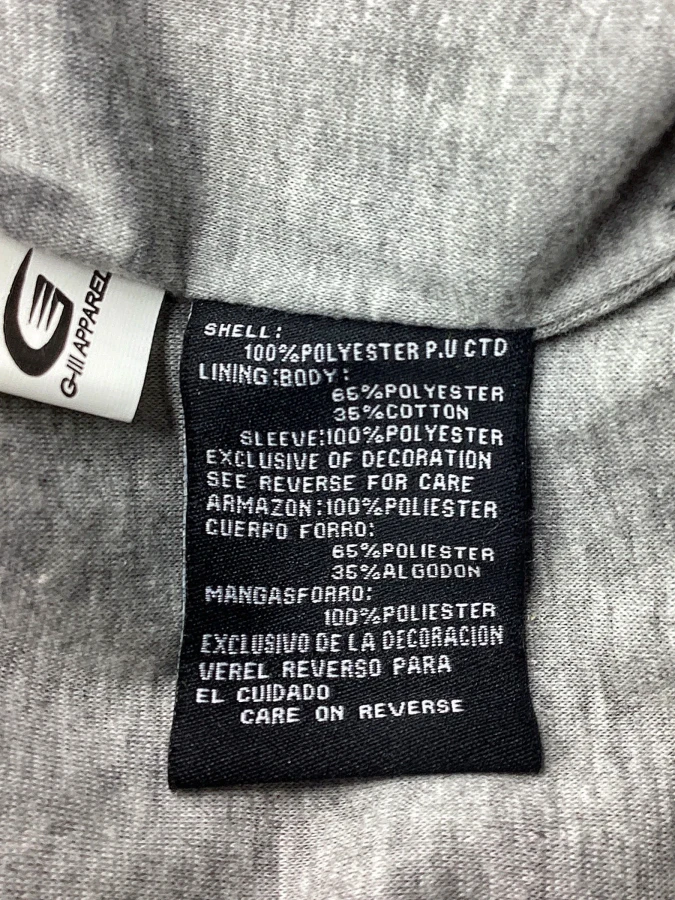 G-III APPAREL
SHELL:
100%POLYESTER P.U CTD
LINING:BODY:
65%POLYESTER
35%COTTON
SLEEVE:100%POLYESTER
EXCLUSIVE OF DECORATION
SEE REVERSE FOR CARE
ARMAZON:100%POLIESTER
CUERPO FORRO:
65%POLIESTER
35%ALGODON
MANGASFORRO:
100%POLIESTER
EXCLUSIVO DE LA DECORACION
VEREL REVERSO PARA
EL CUIDADO
CARE ON REVERSE